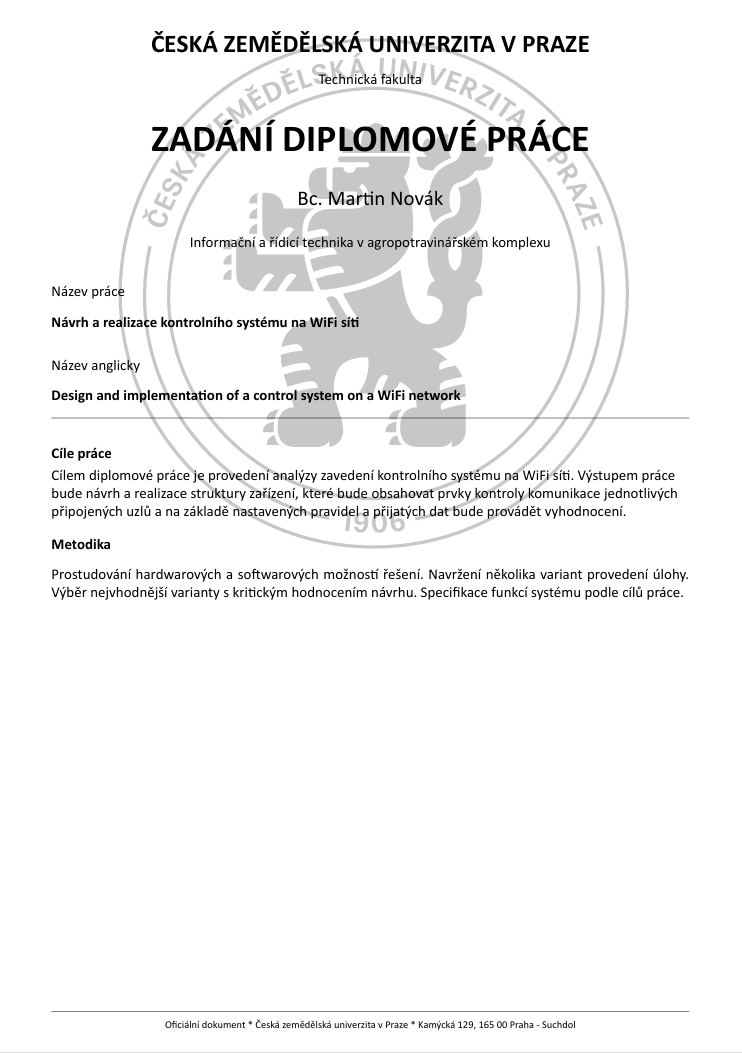 ČESKÁ ZEMĚDĚLSKÁ UNIVERZITA V PRAZE
Technická fakulta
ZADÁNÍ DIPLOMOVÉ PRÁCE
Bc. Martin Novák
Informační a řídicí technika v agropotravinářském komplexu
Název práce
Návrh a realizace kontrolního systému na WiFi síti
Název anglicky
Design and implementation of a control system on a WiFi network
Cíle práce
Cílem diplomové práce je provedení analýzy zavedení kontrolního systému na WiFi síti. Výstupem práce
bude návrh a realizace struktury zařízení, které bude obsahovat prvky kontroly komunikace jednotlivých
připojených uzlů a na základě nastavených pravidel a přijatých dat bude provádět vyhodnocení.
Metodika
Prostudování hardwarových a softwarových možností řešení. Navržení několika variant provedení úlohy.
Výběr nejvhodnější varianty s kritickým hodnocením návrhu. Specifikace funkcí systému podle cílů práce.
Oficiální dokument * Česká zemědělská univerzita v Praze * Kamýcká 129, 165 00 Praha - Suchdol
ČESKÁ ZEMĚDĚLSKÁ UNIVERZITA V PRAZE
1906